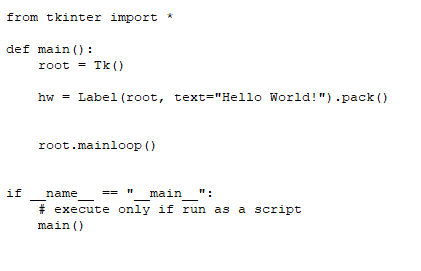 from tkinter import *
def main():
    root = Tk()
    hw = Label(root, text="Hello World!").pack()
    root.mainloop()
if __name__ == "__main__":
    # execute only if run as a script
    main()